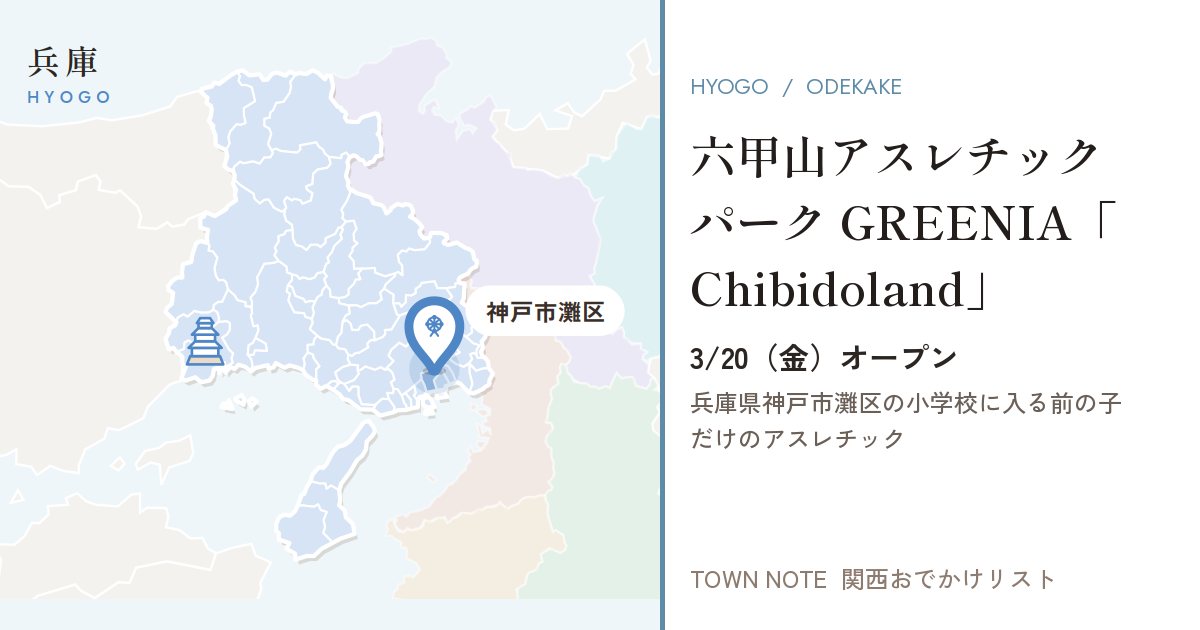 兵庫
HYOGO
神戸市灘区
HYOGO / ODEKAKE
六甲山アスレチック
パーク GREENIA「
Chibidoland」
3/20（金）オープン
兵庫県神戸市灘区の小学校に入る前の子
だけのアスレチック
TOWN NOTE 関西おでかけリスト